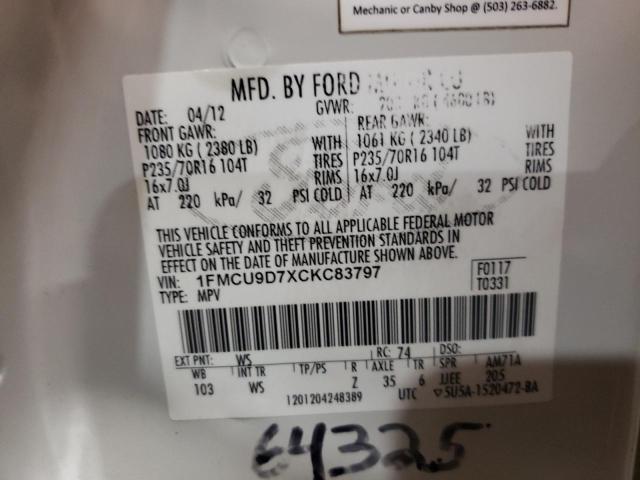 Mechanic or Canby Shop @ (503) 263-6882.
MFD. BY FORD
DATE: 04/12 GVWR:
FRONT GAWR: REAR GAWR:
1080 KG ( 2380 LB) WITH 1061 KG ( 2340 LB) WITH
P235/70R16 104T TIRES P235/70R16 104T TIRES
16x7.0J RIMS 16x7.0J RIMS
AT 220 kPa/ 32 PSI COLD AT 220 kPa/ 32 PSI COLD
THIS VEHICLE CONFORMS TO ALL APPLICABLE FEDERAL MOTOR
VEHICLE SAFETY AND THEFT PREVENTION STANDARDS IN
EFFECT ON THE DATE OF MANUFACTURE SHOWN ABOVE.
VIN: 1FMCU9D7XCKC83797 F0117
TYPE: MPV T0331
EXT PNT: WS RC: 74 DSO:
WB INT TR TP/PS R AXLE TR SPR AM71A
103 WS Z 35 6 JJEE 205
1201204248389 UTC ▽5U5A-1520472-BA
64325